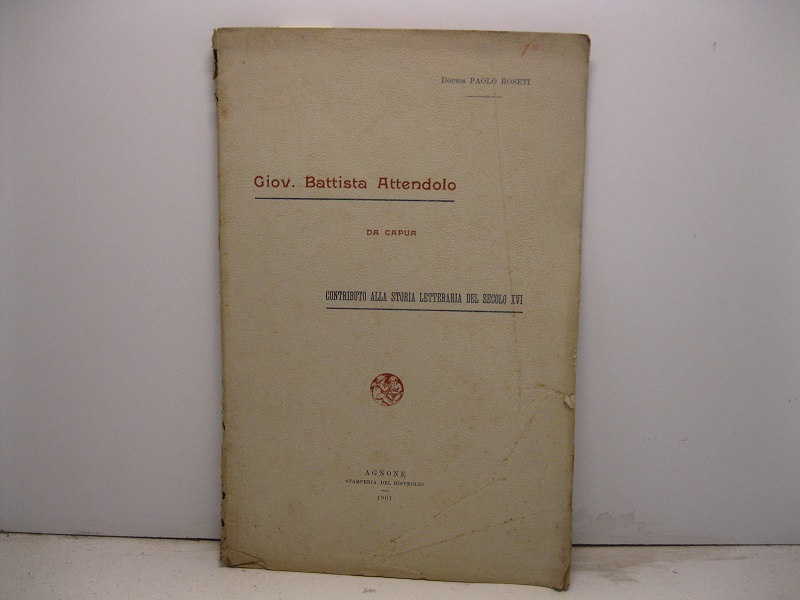 Dottor PAOLO ROSETI
Giov. Battista Attendolo
DA CAPUA
CONTRIBUTO ALLA STORIA LETTERARIA DEL SECOLO XVI
AGNONE
STAMPERIA DEL RISVEGLIO
1901